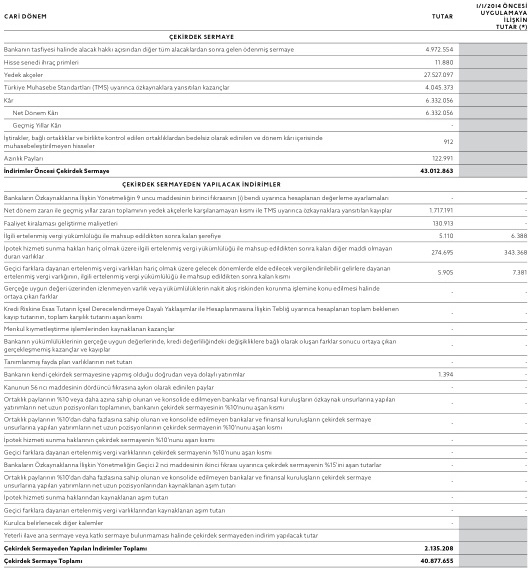 1/1/2014 ÖNCESİ
UYGULAMAYA
İLİŞKİN
TUTAR (*)
CARİ DÖNEM TUTAR
ÇEKİRDEK SERMAYE
Bankanın tasfiyesi halinde alacak hakkı açısından diğer tüm alacaklardan sonra gelen ödenmiş sermaye 4.972.554
Hisse senedi ihraç primleri 11.880
Yedek akçeler 27.527.097
Türkiye Muhasebe Standartları (TMS) uyarınca özkaynaklara yansıtılan kazançlar 4.045.373
Kâr 6.332.056
Net Dönem Kârı 6.332.056
Geçmiş Yıllar Kârı -
İştirakler, bağlı ortaklıklar ve birlikte kontrol edilen ortaklıklardan bedelsiz olarak edinilen ve dönem kârı içerisinde
muhasebeleştirilmeyen hisseler 912
Azınlık Payları 122.991
İndirimler Öncesi Çekirdek Sermaye 43.012.863
ÇEKİRDEK SERMAYEDEN YAPILACAK İNDİRİMLER
Bankaların Özkaynaklarına İlişkin Yönetmeliğin 9 uncu maddesinin birinci fıkrasının (i) bendi uyarınca hesaplanan değerleme ayarlamaları - -
Net dönem zararı ile geçmiş yıllar zararı toplamının yedek akçelerle karşılanamayan kısmı ile TMS uyarınca özkaynaklara yansıtılan kayıplar 1.717.191 -
Faaliyet kiralaması geliştirme maliyetleri 130.913 -
İlgili ertelenmiş vergi yükümlülüğü ile mahsup edildikten sonra kalan şerefiye 5.110 6.388
İpotek hizmeti sunma hakları hariç olmak üzere ilgili ertelenmiş vergi yükümlülüğü ile mahsup edildikten sonra kalan diğer maddi olmayan
duran varlıklar 274.695 343.368
Geçici farklara dayanan ertelenmiş vergi varlıkları hariç olmak üzere gelecek dönemlerde elde edilecek vergilendirilebilir gelirlere dayanan
ertelenmiş vergi varlığının, ilgili ertelenmiş vergi yükümlülüğü ile mahsup edildikten sonra kalan kısmı 5.905 7.381
Gerçeğe uygun değeri üzerinden izlenmeyen varlık veya yükümlülüklerin nakit akış riskinden korunma işlemine konu edilmesi halinde
ortaya çıkan farklar - -
Kredi Riskine Esas Tutarın İçsel Derecelendirmeye Dayalı Yaklaşımlar ile Hesaplanmasına İlişkin Tebliğ uyarınca hesaplanan toplam beklenen
kayıp tutarının, toplam karşılık tutarını aşan kısmı - -
Menkul kıymetleştirme işlemlerinden kaynaklanan kazançlar - -
Bankanın yükümlülüklerinin gerçeğe uygun değerlerinde, kredi değerliliğindeki değişikliklere bağlı olarak oluşan farklar sonucu ortaya çıkan
gerçekleşmemiş kazançlar ve kayıplar - -
Tanımlanmış fayda plan varlıklarının net tutarı - -
Bankanın kendi çekirdek sermayesine yapmış olduğu doğrudan veya dolaylı yatırımlar 1.394 -
Kanunun 56 ncı maddesinin dördüncü fıkrasına aykırı olarak edinilen paylar - -
Ortaklık paylarının %10'u veya daha azına sahip olunan ve konsolide edilmeyen bankalar ve finansal kuruluşların özkaynak unsurlarına yapılan
yatırımların net uzun pozisyonları toplamının, bankanın çekirdek sermayesinin %10'nunu aşan kısmı - -
Ortaklık paylarının %10'dan daha fazlasına sahip olunan ve konsolide edilmeyen bankalar ve finansal kuruluşların çekirdek sermaye
unsurlarına yapılan yatırımların net uzun pozisyonlarının çekirdek sermayenin %10'nunu aşan kısmı - -
İpotek hizmeti sunma haklarının çekirdek sermayenin %10'nunu aşan kısmı - -
Geçici farklara dayanan ertelenmiş vergi varlıklarının çekirdek sermayenin %10'nunu aşan kısmı - -
Bankaların Özkaynaklarına İlişkin Yönetmeliğin Geçici 2 nci maddesinin ikinci fıkrası uyarınca çekirdek sermayenin %15'ini aşan tutarlar - -
Ortaklık paylarının %10'dan daha fazlasına sahip olunan ve konsolide edilmeyen bankalar ve finansal kuruluşların çekirdek sermaye
unsurlarına yapılan yatırımların net uzun pozisyonlarından kaynaklanan aşım tutarı - -
İpotek hizmeti sunma haklarından kaynaklanan aşım tutarı - -
Geçici farklara dayanan ertelenmiş vergi varlıklarından kaynaklanan aşım tutarı - -
Kurulca belirlenecek diğer kalemler -
Yeterli ilave ana sermaye veya katkı sermaye bulunmaması halinde çekirdek sermayeden indirim yapılacak tutar -
Çekirdek Sermayeden Yapılan İndirimler Toplamı 2.135.208
Çekirdek Sermaye Toplamı 40.877.655